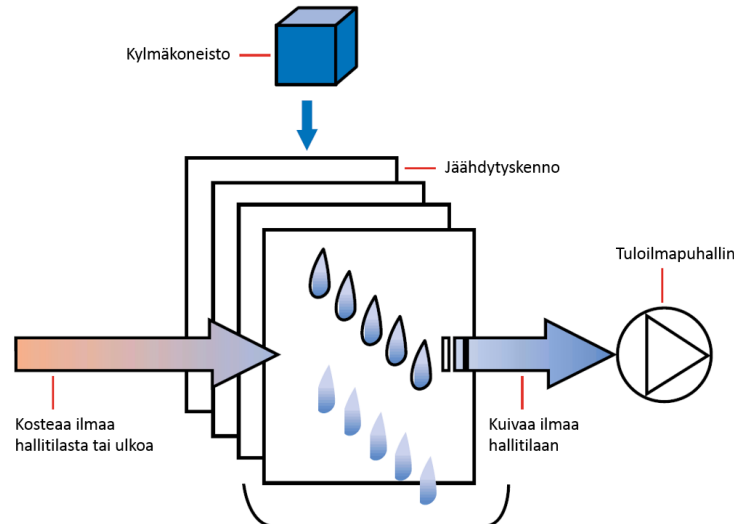 Kylmäkoneisto
Jäähdytyskenno
Tuloilmapuhallin
Kosteaa ilmaa
hallitilasta tai ulkoa
Kuivaa ilmaa
hallitilaan